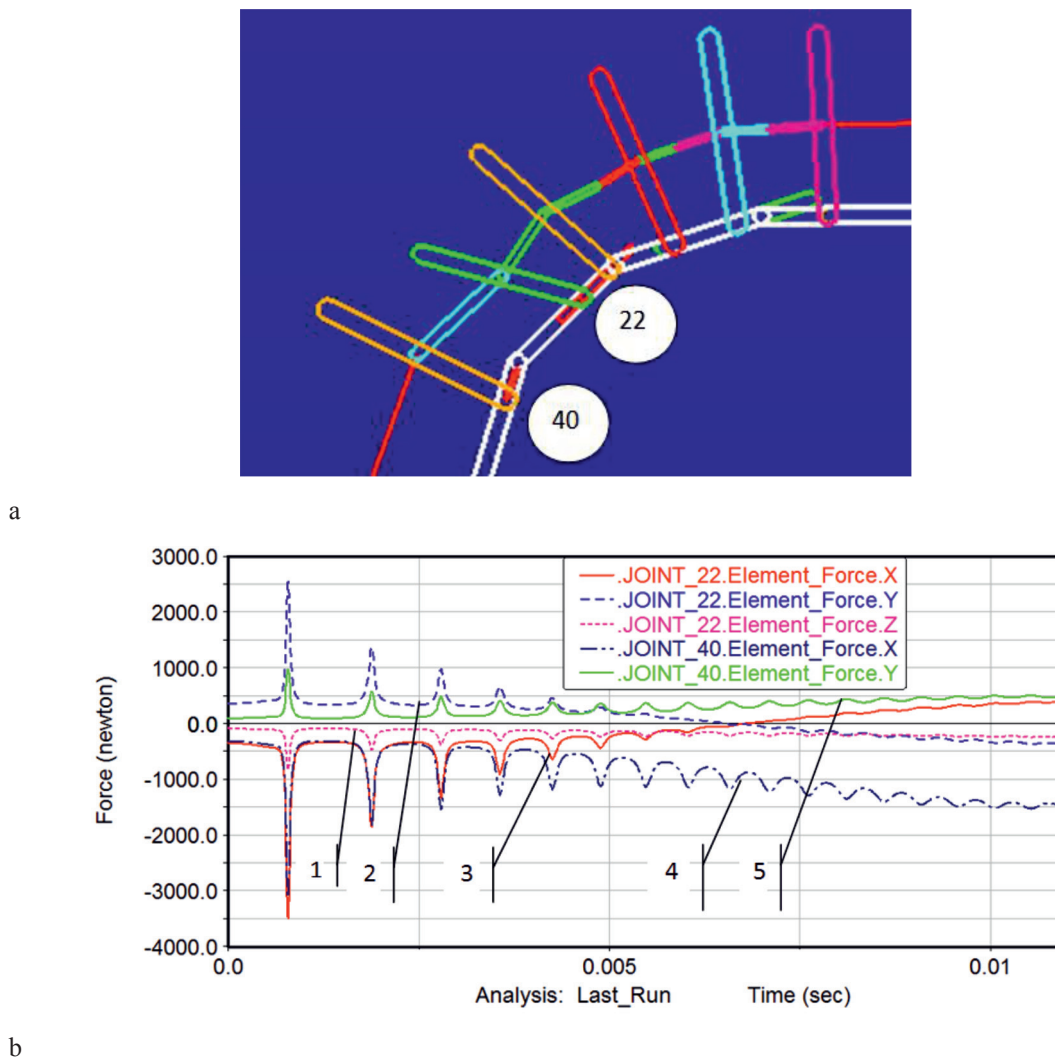 22
40
a
3000.0
2000.0
1000.0
0.0
-1000.0
-2000.0
-3000.0
-4000.0
Force (newton)
.JOINT_22.Element_Force.X
.JOINT_22.Element_Force.Y
.JOINT_22.Element_Force.Z
.JOINT_40.Element_Force.X
.JOINT_40.Element_Force.Y
1 2 3 4 5
0.0 0.005 0.01
Analysis: Last_Run Time (sec)
b